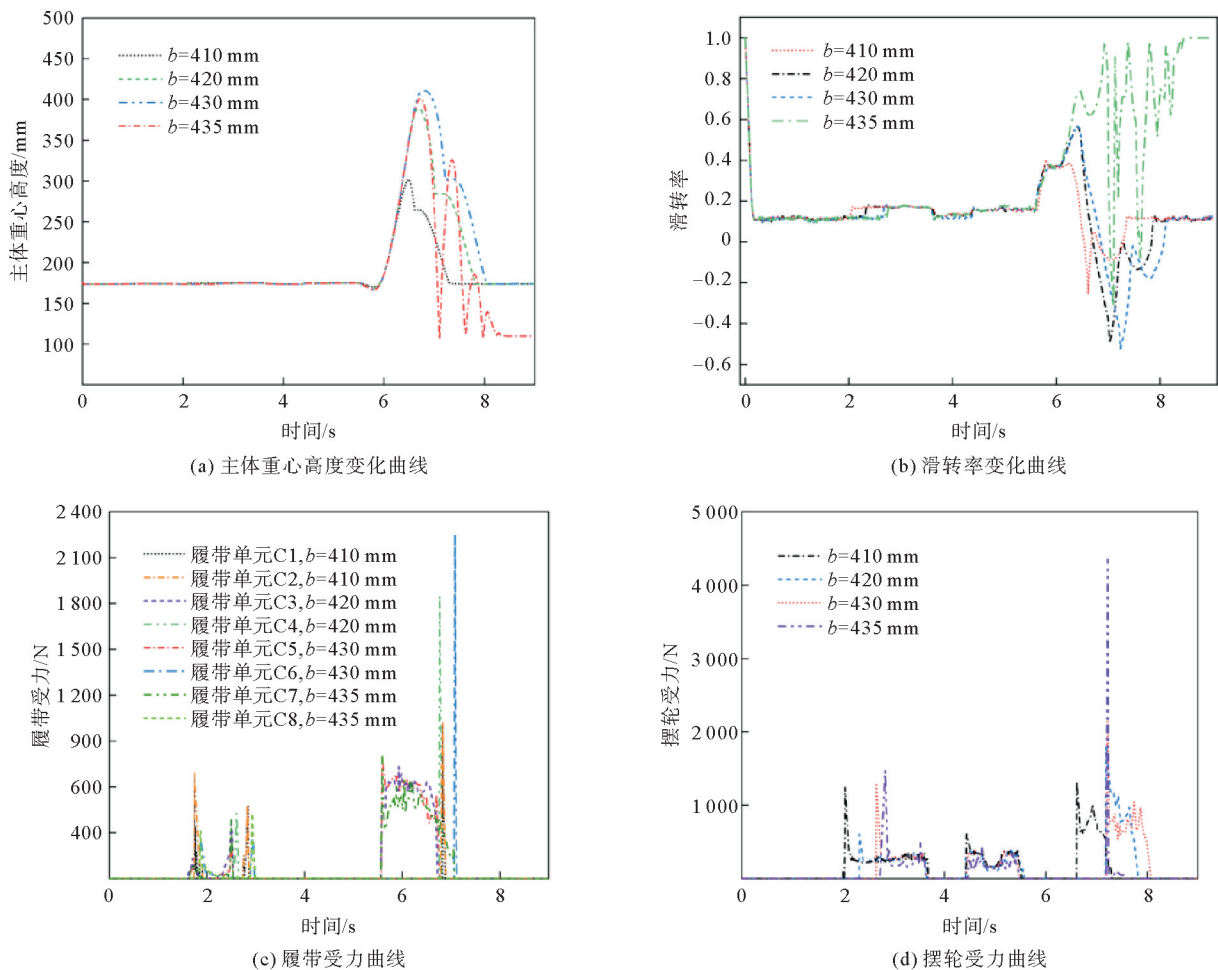 500
450
400
350
300
250
200
150
100
主体重心高度/mm
b=410 mm
b=420 mm
b=430 mm
b=435 mm
0 2 4 6 8
时间/s
(a) 主体重心高度变化曲线
1.0
0.8
0.6
0.4
0.2
0
−0.2
−0.4
−0.6
滑转率
b=410 mm
b=420 mm
b=430 mm
b=435 mm
0 2 4 6 8
时间/s
(b) 滑转率变化曲线
2 400
2 100
1 800
1 500
1 200
900
600
400
履带受力/N
履带单元C1,b=410 mm
履带单元C2,b=410 mm
履带单元C3,b=420 mm
履带单元C4,b=420 mm
履带单元C5,b=430 mm
履带单元C6,b=430 mm
履带单元C7,b=435 mm
履带单元C8,b=435 mm
0 2 4 6 8
时间/s
(c) 履带受力曲线
5 000
4 000
3 000
2 000
1 000
摆轮受力/N
b=410 mm
b=420 mm
b=430 mm
b=435 mm
0 2 4 6 8
时间/s
(d) 摆轮受力曲线